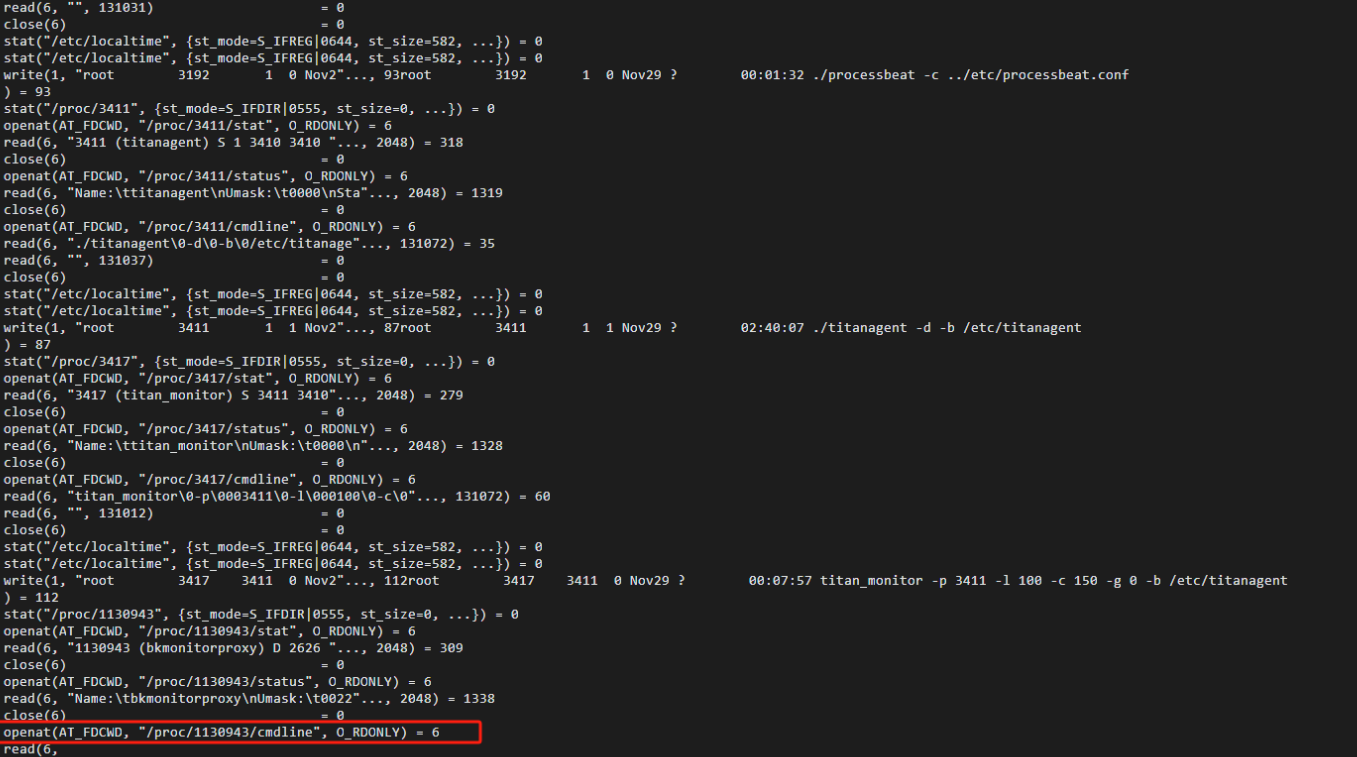 read(6, "", 131031)                     = 0
close(6)                                = 0
stat("/etc/localtime", {st_mode=S_IFREG|0644, st_size=582, ...}) = 0
stat("/etc/localtime", {st_mode=S_IFREG|0644, st_size=582, ...}) = 0
write(1, "root        3192     1  0 Nov2"..., 93root        3192       1  0 Nov29 ?        00:01:32 ./processbeat -c ../etc/processbeat.conf
) = 93
stat("/proc/3411", {st_mode=S_IFDIR|0555, st_size=0, ...}) = 0
openat(AT_FDCWD, "/proc/3411/stat", O_RDONLY) = 6
read(6, "3411 (titanagent) S 1 3410 3410 "..., 2048) = 318
close(6)                                = 0
openat(AT_FDCWD, "/proc/3411/status", O_RDONLY) = 6
read(6, "Name:\ttitanagent\nUmask:\t0000\nSta"..., 2048) = 1319
close(6)                                = 0
openat(AT_FDCWD, "/proc/3411/cmdline", O_RDONLY) = 6
read(6, "./titanagent\0-d\0-b\0/etc/titanage"..., 131072) = 35
read(6, "", 131037)                     = 0
close(6)                                = 0
stat("/etc/localtime", {st_mode=S_IFREG|0644, st_size=582, ...}) = 0
stat("/etc/localtime", {st_mode=S_IFREG|0644, st_size=582, ...}) = 0
write(1, "root        3411     1  1 Nov2"..., 87root        3411       1  1 Nov29 ?        02:40:07 ./titanagent -d -b /etc/titanagent
) = 87
stat("/proc/3417", {st_mode=S_IFDIR|0555, st_size=0, ...}) = 0
openat(AT_FDCWD, "/proc/3417/stat", O_RDONLY) = 6
read(6, "3417 (titan_monitor) S 3411 3410"..., 2048) = 279
close(6)                                = 0
openat(AT_FDCWD, "/proc/3417/status", O_RDONLY) = 6
read(6, "Name:\ttitan_monitor\nUmask:\t0000\n"..., 2048) = 1328
close(6)                                = 0
openat(AT_FDCWD, "/proc/3417/cmdline", O_RDONLY) = 6
read(6, "titan_monitor\0-p\0003411\0-l\000100\0-c\0"..., 131072) = 60
read(6, "", 131012)                     = 0
close(6)                                = 0
stat("/etc/localtime", {st_mode=S_IFREG|0644, st_size=582, ...}) = 0
stat("/etc/localtime", {st_mode=S_IFREG|0644, st_size=582, ...}) = 0
write(1, "root        3417    3411  0 Nov2"..., 112root        3417    3411  0 Nov29 ?        00:07:57 titan_monitor -p 3411 -l 100 -c 150 -g 0 -b /etc/titanagent
) = 112
stat("/proc/1130943", {st_mode=S_IFDIR|0555, st_size=0, ...}) = 0
openat(AT_FDCWD, "/proc/1130943/stat", O_RDONLY) = 6
read(6, "1130943 (bkmonitorproxy) D 2626 "..., 2048) = 309
close(6)                                = 0
openat(AT_FDCWD, "/proc/1130943/status", O_RDONLY) = 6
read(6, "Name:\tbkmonitorproxy\nUmask:\t0022"..., 2048) = 1338
close(6)                                = 0
openat(AT_FDCWD, "/proc/1130943/cmdline", O_RDONLY) = 6
read(6,